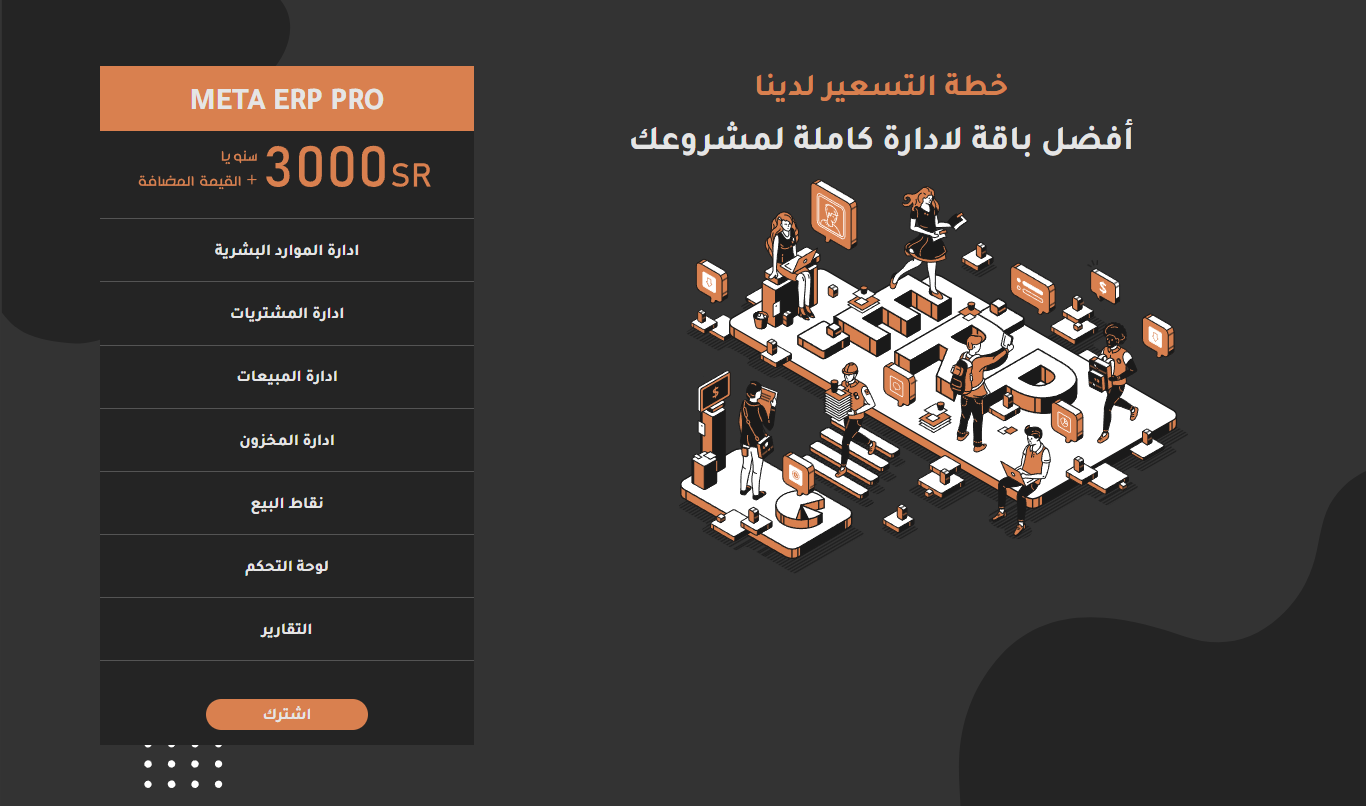 خطة التسعير لدينا
أفضل باقة لادارة كاملة لمشروعك
ERP
$
$
META ERP PRO
3000SR سنويا
+ القيمة المضافة
ادارة الموارد البشرية
ادارة المشتريات
ادارة المبيعات
ادارة المخزون
نقاط البيع
لوحة التحكم
التقارير
اشترك